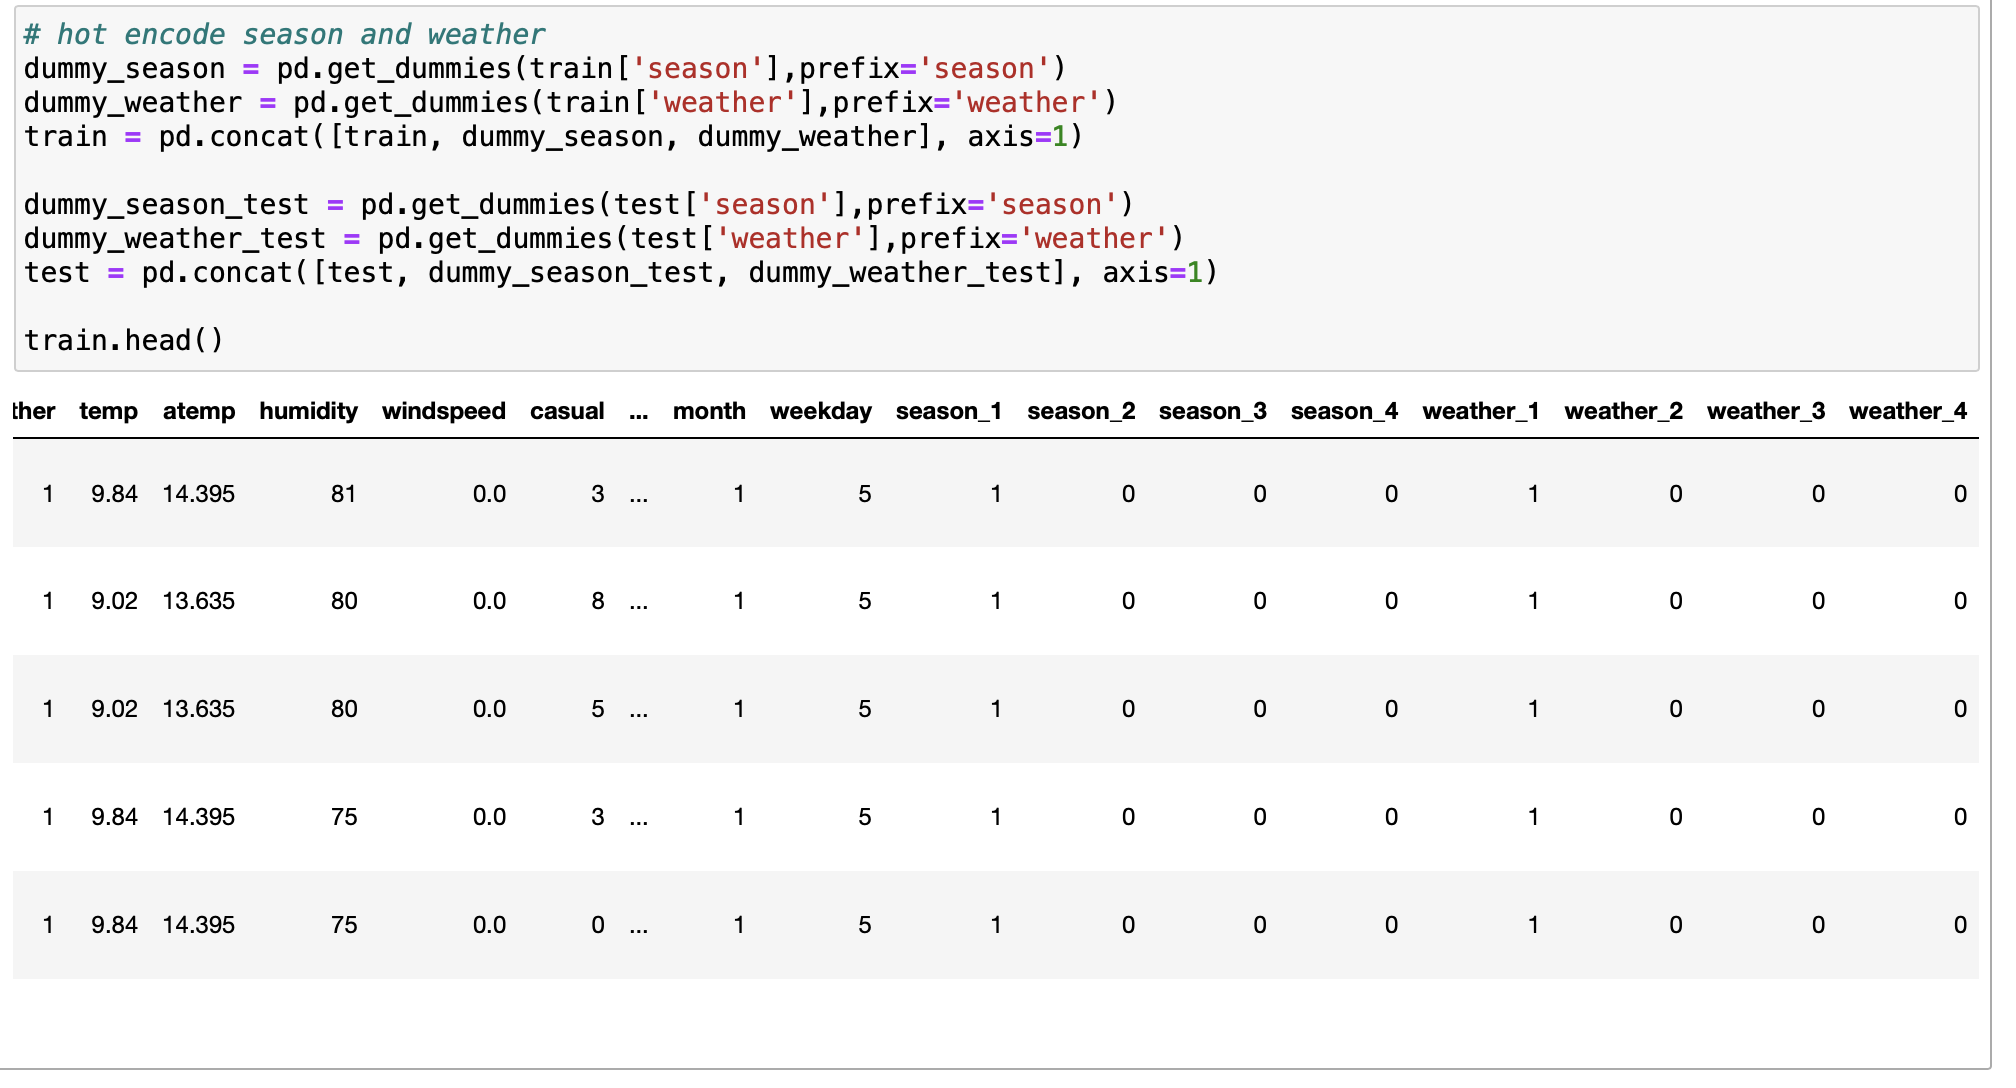 # hot encode season and weather
dummy_season = pd.get_dummies(train['season'],prefix='season')
dummy_weather = pd.get_dummies(train['weather'],prefix='weather')
train = pd.concat([train, dummy_season, dummy_weather], axis=1)
dummy_season_test = pd.get_dummies(test['season'],prefix='season')
dummy_weather_test = pd.get_dummies(test['weather'],prefix='weather')
test = pd.concat([test, dummy_season_test, dummy_weather_test], axis=1)
train.head()
ther temp atemp humidity windspeed casual ... month weekday season_1 season_2 season_3 season_4 weather_1 weather_2 weather_3 weather_4
1 9.84 14.395 81 0.0 3 ... 1 5 1 0 0 0 1 0 0 0
1 9.02 13.635 80 0.0 8 ... 1 5 1 0 0 0 1 0 0 0
1 9.02 13.635 80 0.0 5 ... 1 5 1 0 0 0 1 0 0 0
1 9.84 14.395 75 0.0 3 ... 1 5 1 0 0 0 1 0 0 0
1 9.84 14.395 75 0.0 0 ... 1 5 1 0 0 0 1 0 0 0